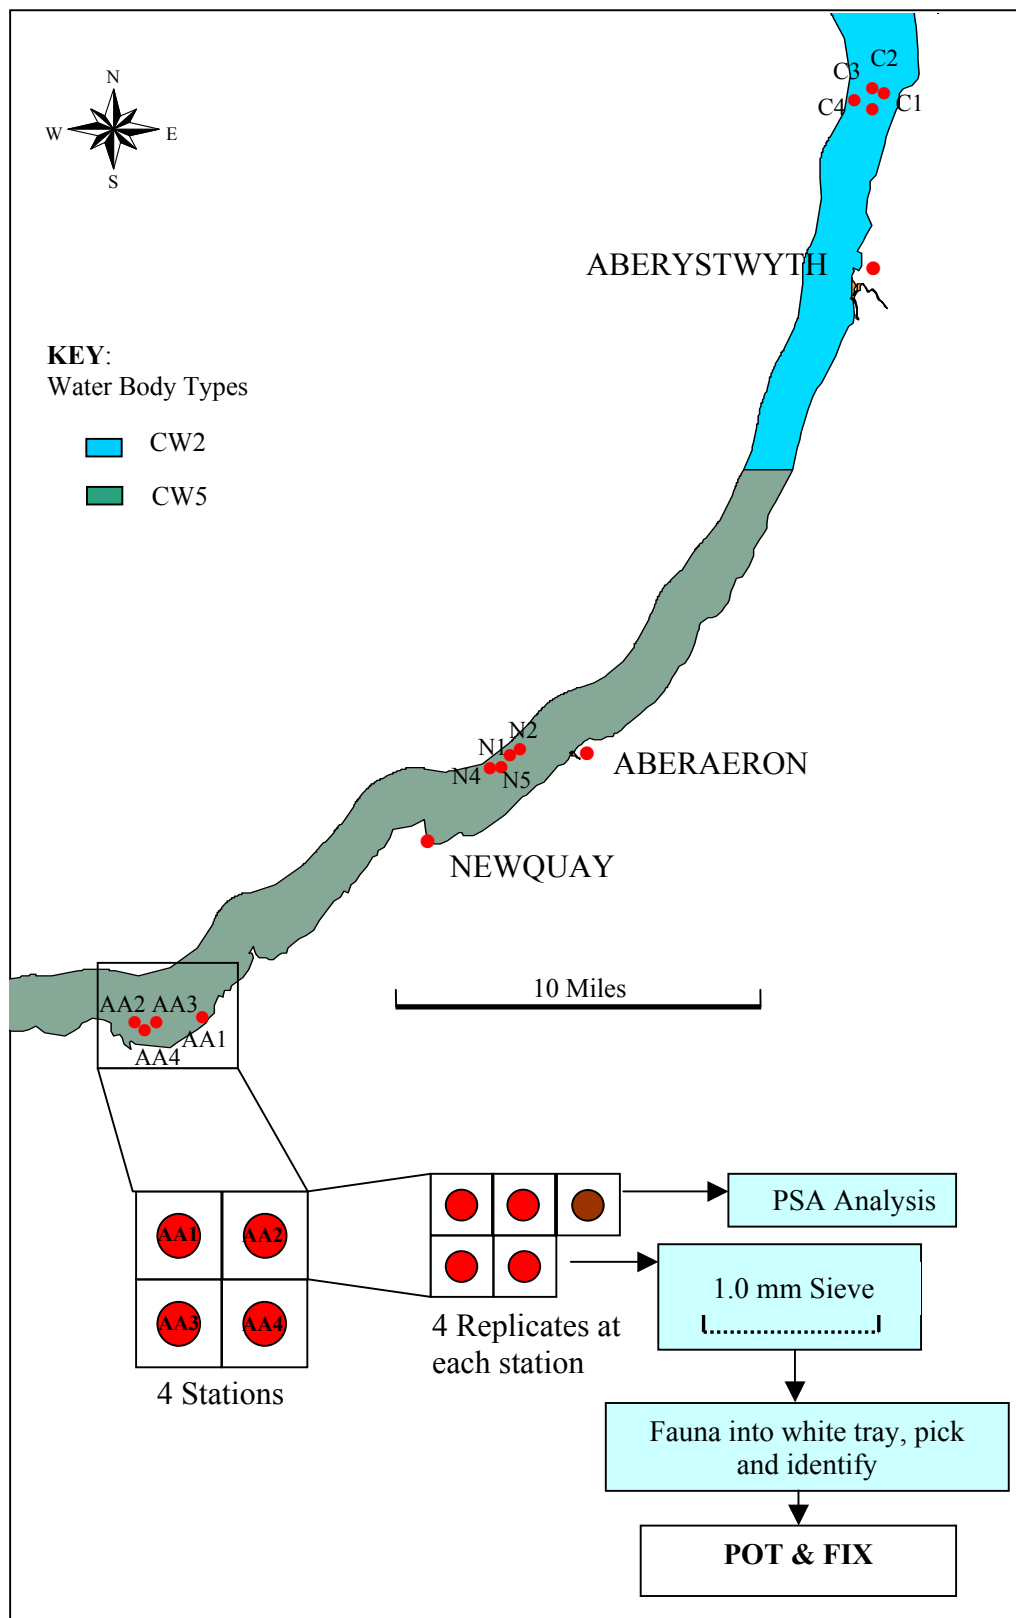 C2
C3
C4
C1
N
W
E
S
ABERYSTWYTH
KEY:
Water Body Types
CW2
CW5
N2
N1
N4
N5
ABERAERON
NEWQUAY
10 Miles
AA2
AA3
AA1
AA4
PSA Analysis
AA1
AA2
1.0 mm Sieve
AA3
AA4
4 Replicates at
each station
4 Stations
Fauna into white tray, pick
and identify
POT & FIX